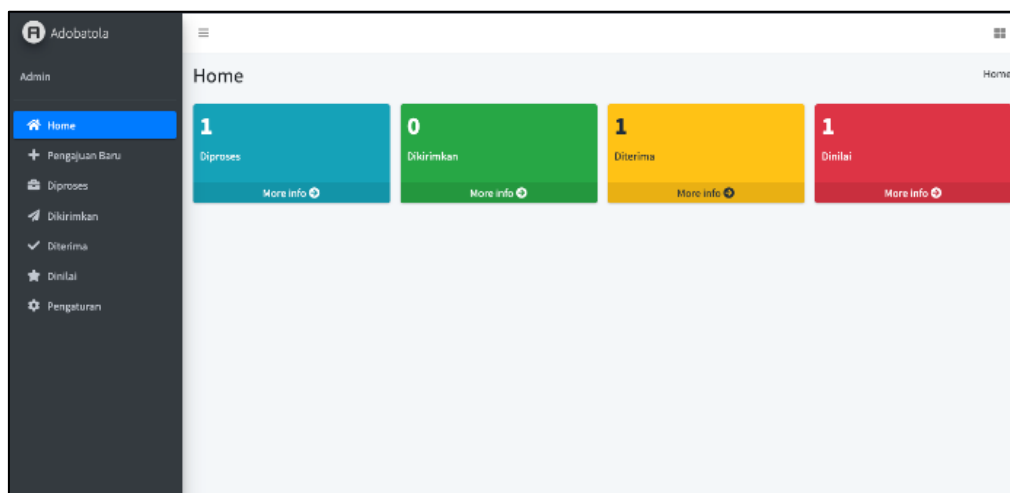 Adobatola
Admin
Home
Pengajuan Baru
Diproses
Dikirimkan
Diterima
Dinilai
Pengaturan
Home
Home
1
Diproses
More info
0
Dikirimkan
More info
1
Diterima
More info
1
Dinilai
More info